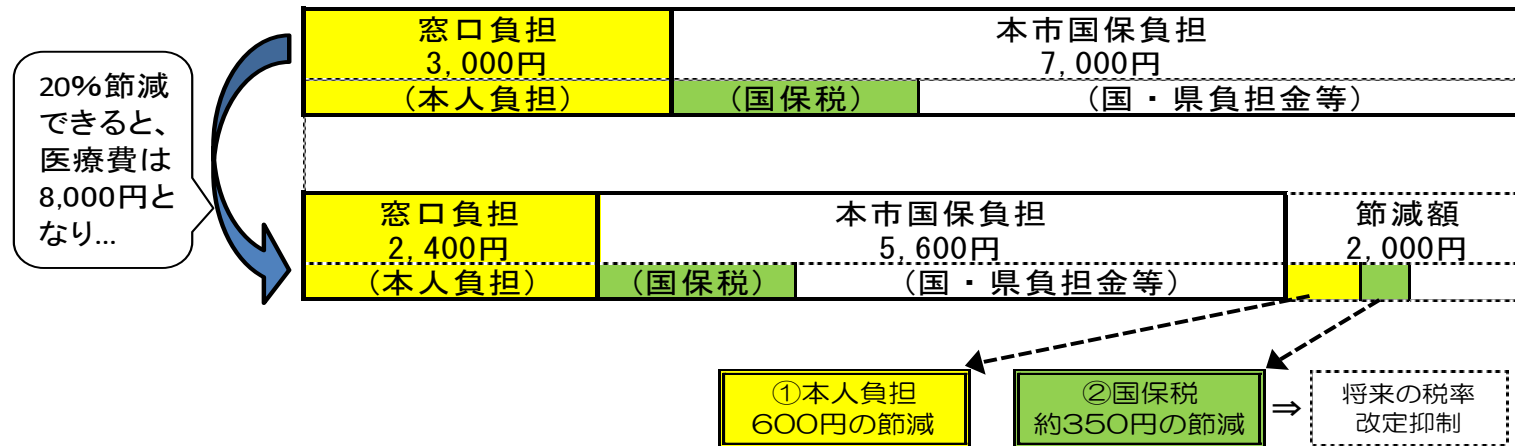 窓口負担
3,000円
(本人負担)
本市国保負担
7,000円
(国保税)
(国・県負担金等)
20%節減
できると、
医療費は
8,000円と
なり…
窓口負担
2,400円
(本人負担)
本市国保負担
5,600円
(国保税)
(国・県負担金等)
節減額
2,000円
①本人負担
600円の節減
②国保税
約350円の節減
⇒
将来の税率
改定抑制